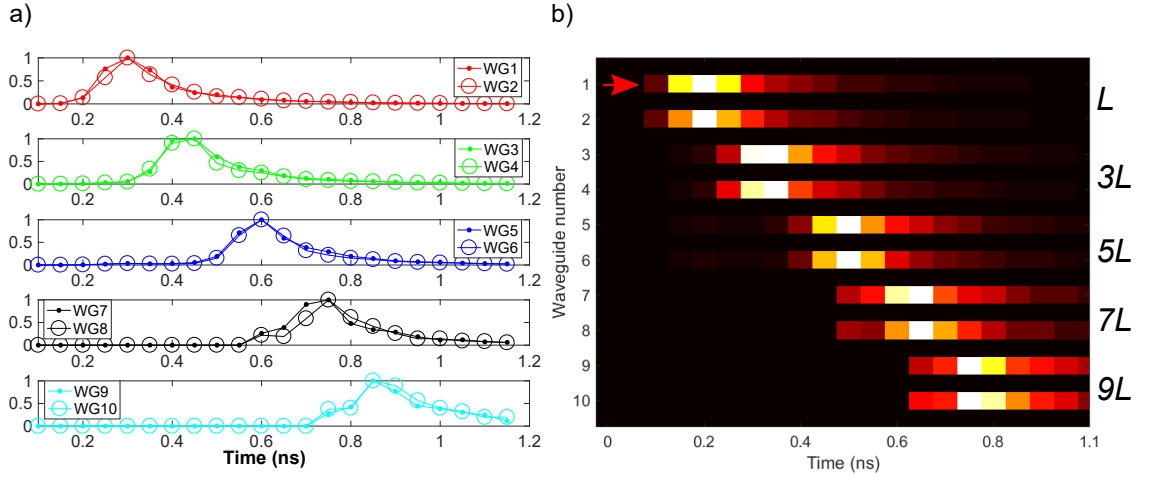 a)
1
0.5
0
0.2 0.4 0.6 0.8 1 1.2
WG1
WG2
1
0.5
0
0.2 0.4 0.6 0.8 1 1.2
WG3
WG4
1
0.5
0
0.2 0.4 0.6 0.8 1 1.2
WG5
WG6
1
0.5
0
0.2 0.4 0.6 0.8 1 1.2
WG7
WG8
1
0.5
0
0.2 0.4 0.6 0.8 1 1.2
WG9
WG10
Time (ns)
b)
Waveguide number
1
2
3
4
5
6
7
8
9
10
L
3L
5L
7L
9L
0 0.2 0.4 0.6 0.8 1.1
Time (ns)